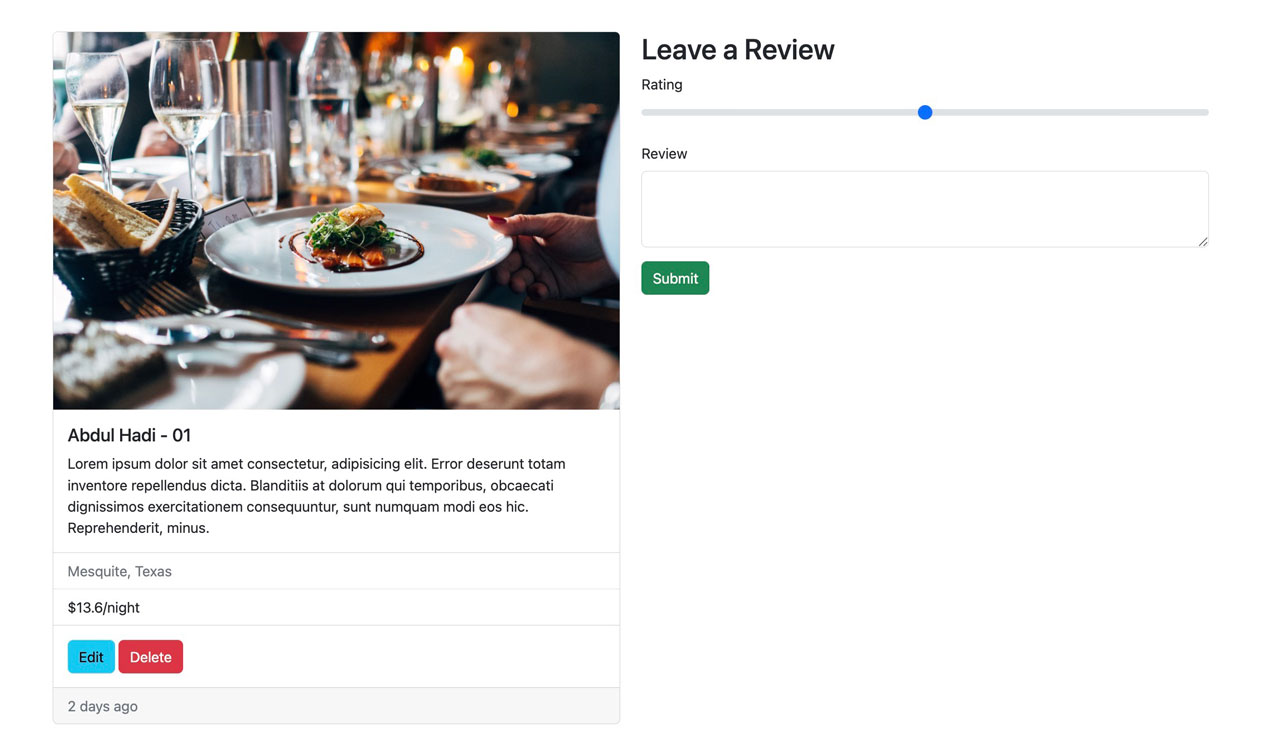 Abdul Hadi - 01
Lorem ipsum dolor sit amet consectetur, adipisicing elit. Error deserunt totam
inventore repellendus dicta. Blanditiis at dolorum qui temporibus, obcaecati
dignissimos exercitationem consequuntur, sunt numquam modi eos hic.
Reprehenderit, minus.
Mesquite, Texas
$13.6/night
Edit Delete
2 days ago
Leave a Review
Rating
Review
Submit